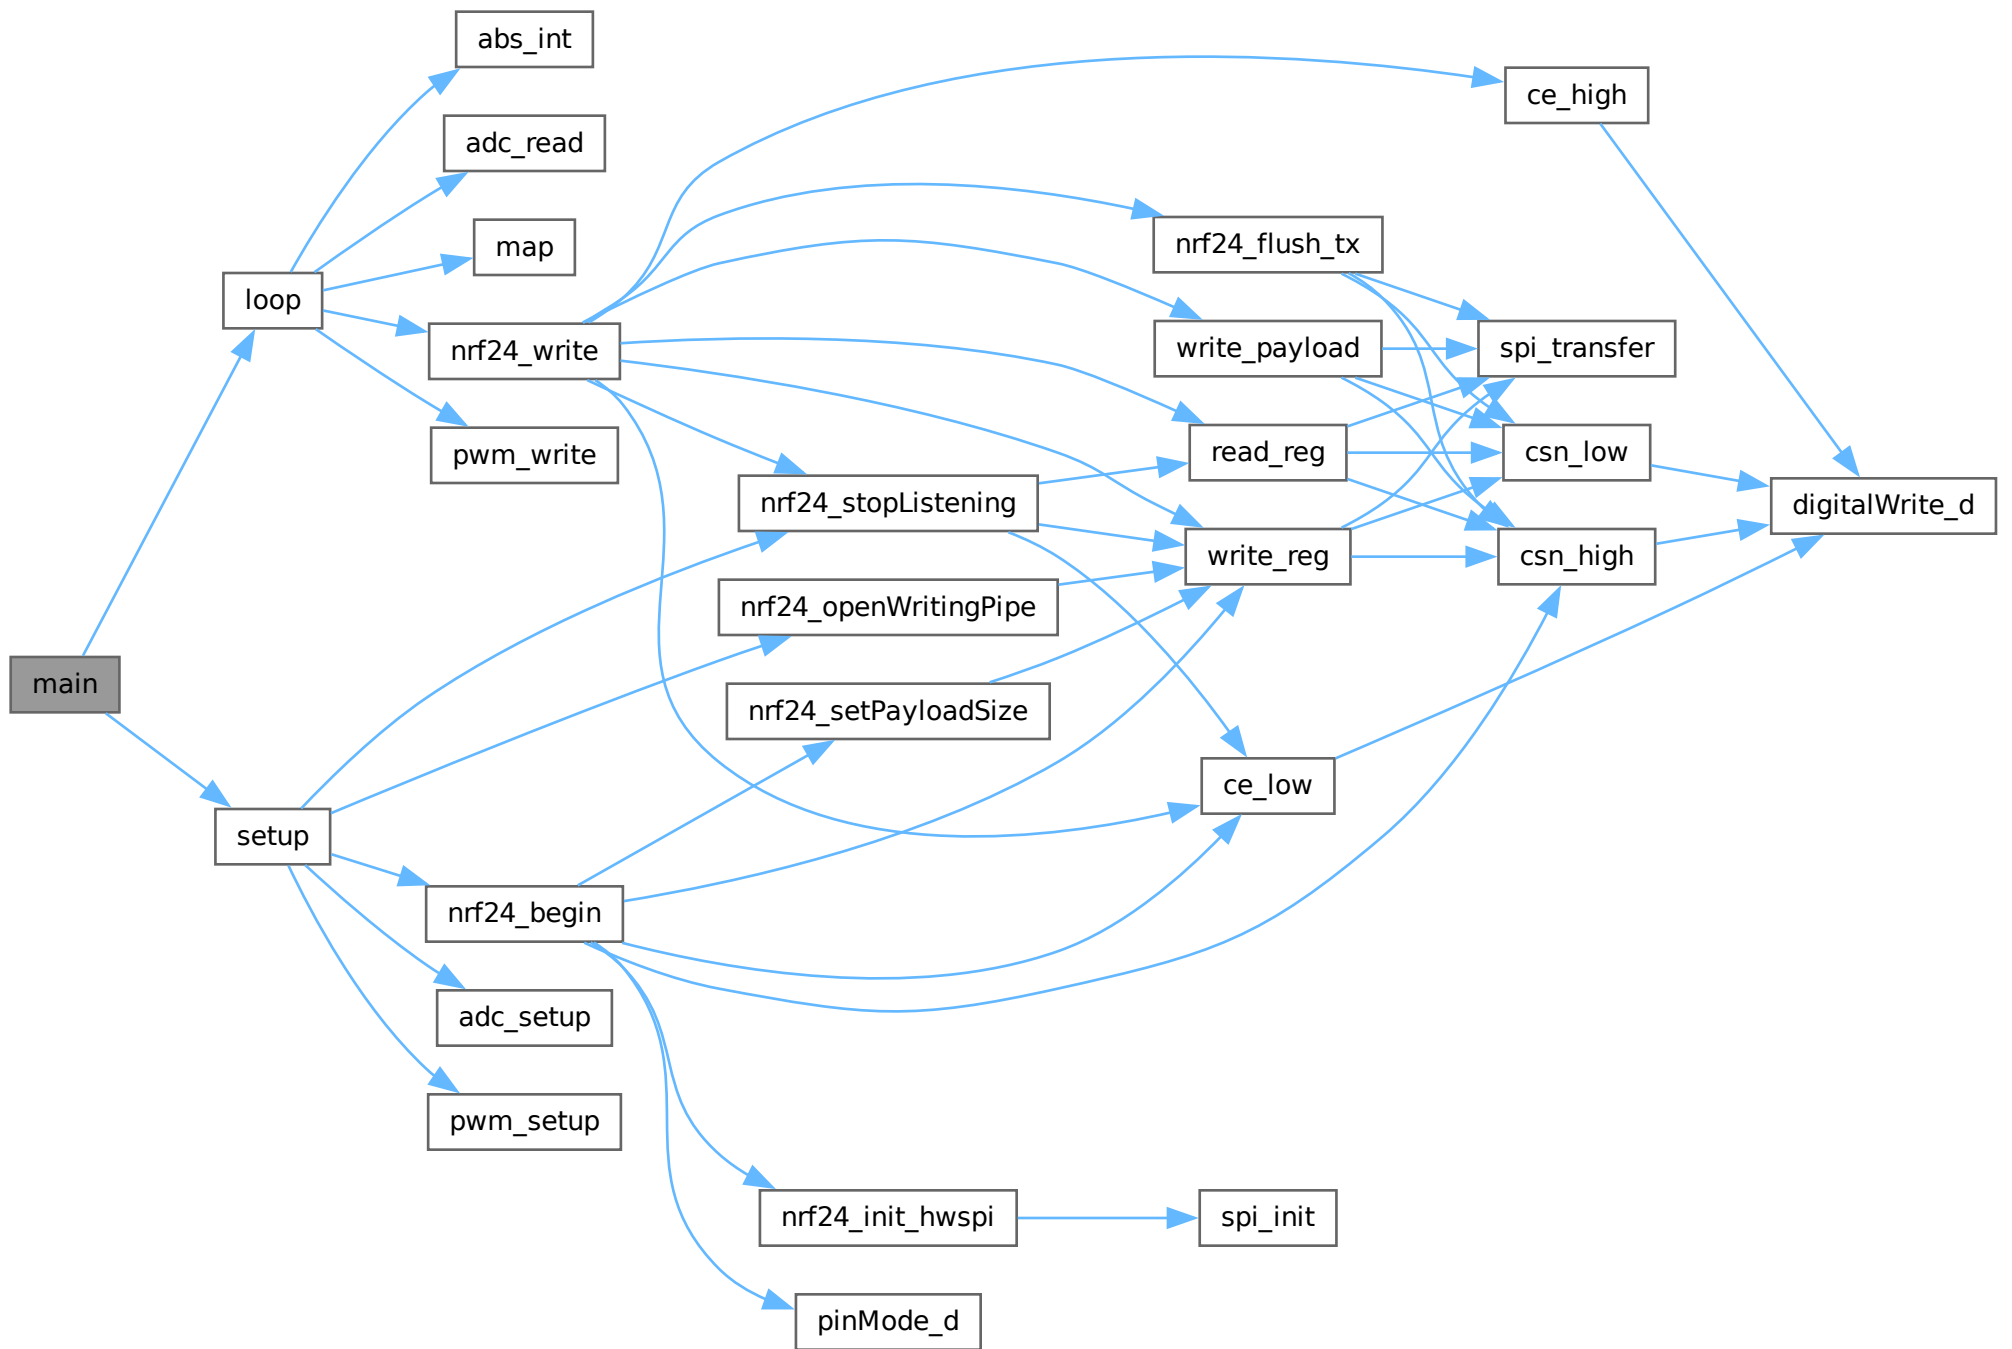 abs_int
ce_high
adc_read
map
nrf24_flush_tx
loop
nrf24_write
write_payload
spi_transfer
pwm_write
read_reg
csn_low
nrf24_stopListening
digitalWrite_d
write_reg
csn_high
nrf24_openWritingPipe
main
nrf24_setPayloadSize
ce_low
setup
nrf24_begin
adc_setup
pwm_setup
nrf24_init_hwspi
spi_init
pinMode_d